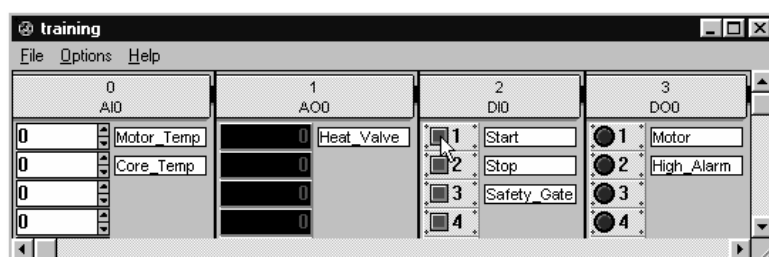 training
File Options Help
0 1 2 3
AI0 AO0 DI0 DO0
0 Motor_Temp 0 Heat_Valve 1 Start 1 Motor
0 Core_Temp 0 2 Stop 2 High_Alarm
0 0 3 Safety_Gate 3
0 0 4 4